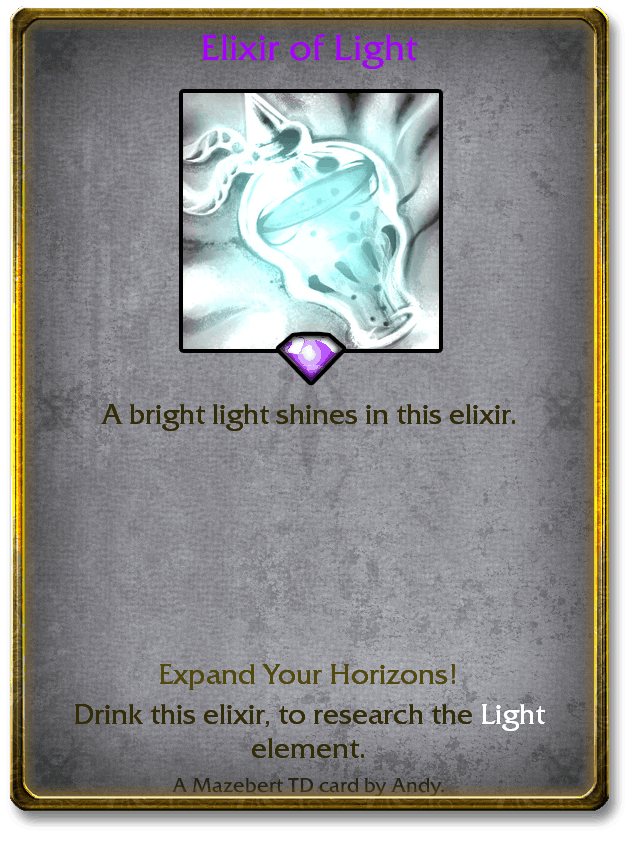 Elixir of Light
A bright light shines in this elixir.
Expand Your Horizons!
Drink this elixir, to research the Light
element.
A Mazebert TD card by Andy.